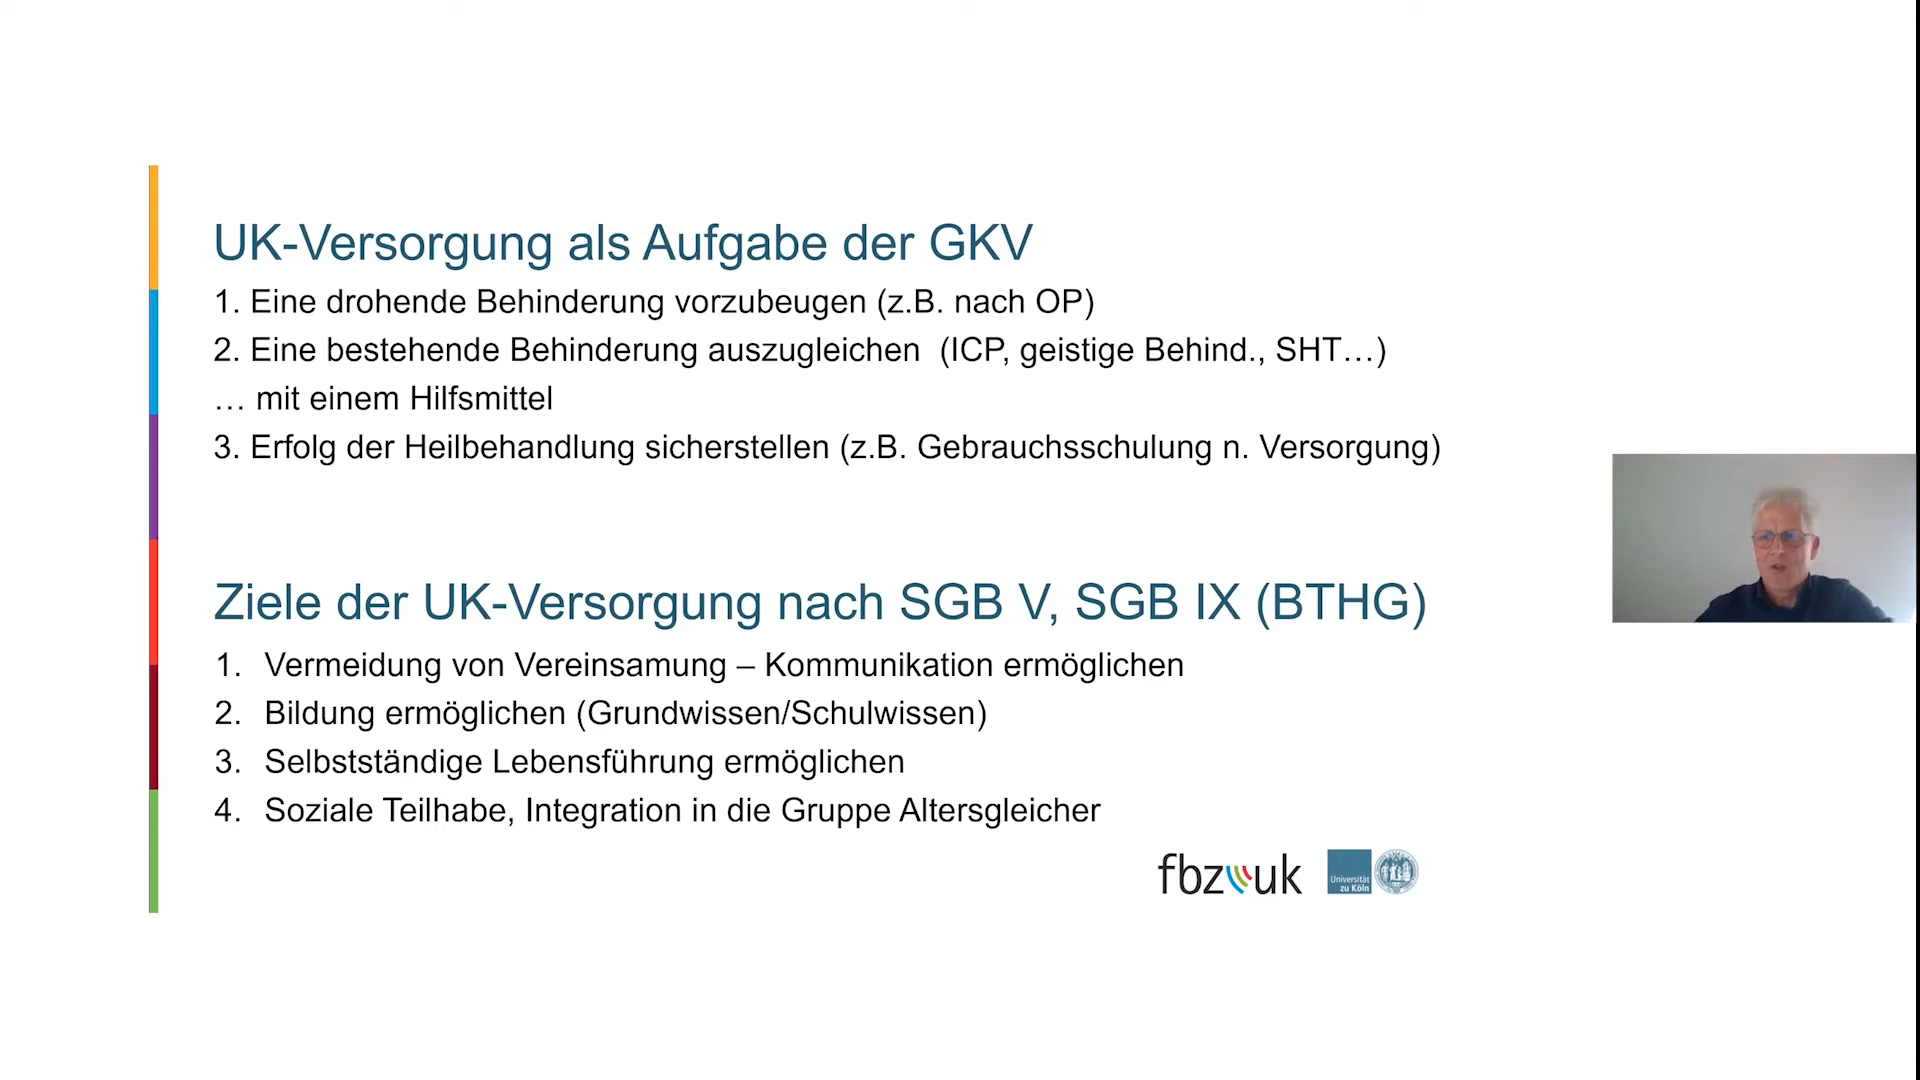 UK-Versorgung als Aufgabe der GKV
1. Eine drohende Behinderung vorzubeugen (z.B. nach OP)
2. Eine bestehende Behinderung auszugleichen (ICP, geistige Behind., SHT…)
… mit einem Hilfsmittel
3. Erfolg der Heilbehandlung sicherstellen (z.B. Gebrauchsschulung n. Versorgung)
Ziele der UK-Versorgung nach SGB V, SGB IX (BTHG)
1. Vermeidung von Vereinsamung – Kommunikation ermöglichen
2. Bildung ermöglichen (Grundwissen/Schulwissen)
3. Selbstständige Lebensführung ermöglichen
4. Soziale Teilhabe, Integration in die Gruppe Altersgleicher
fbz uk
Universität
zu Köln